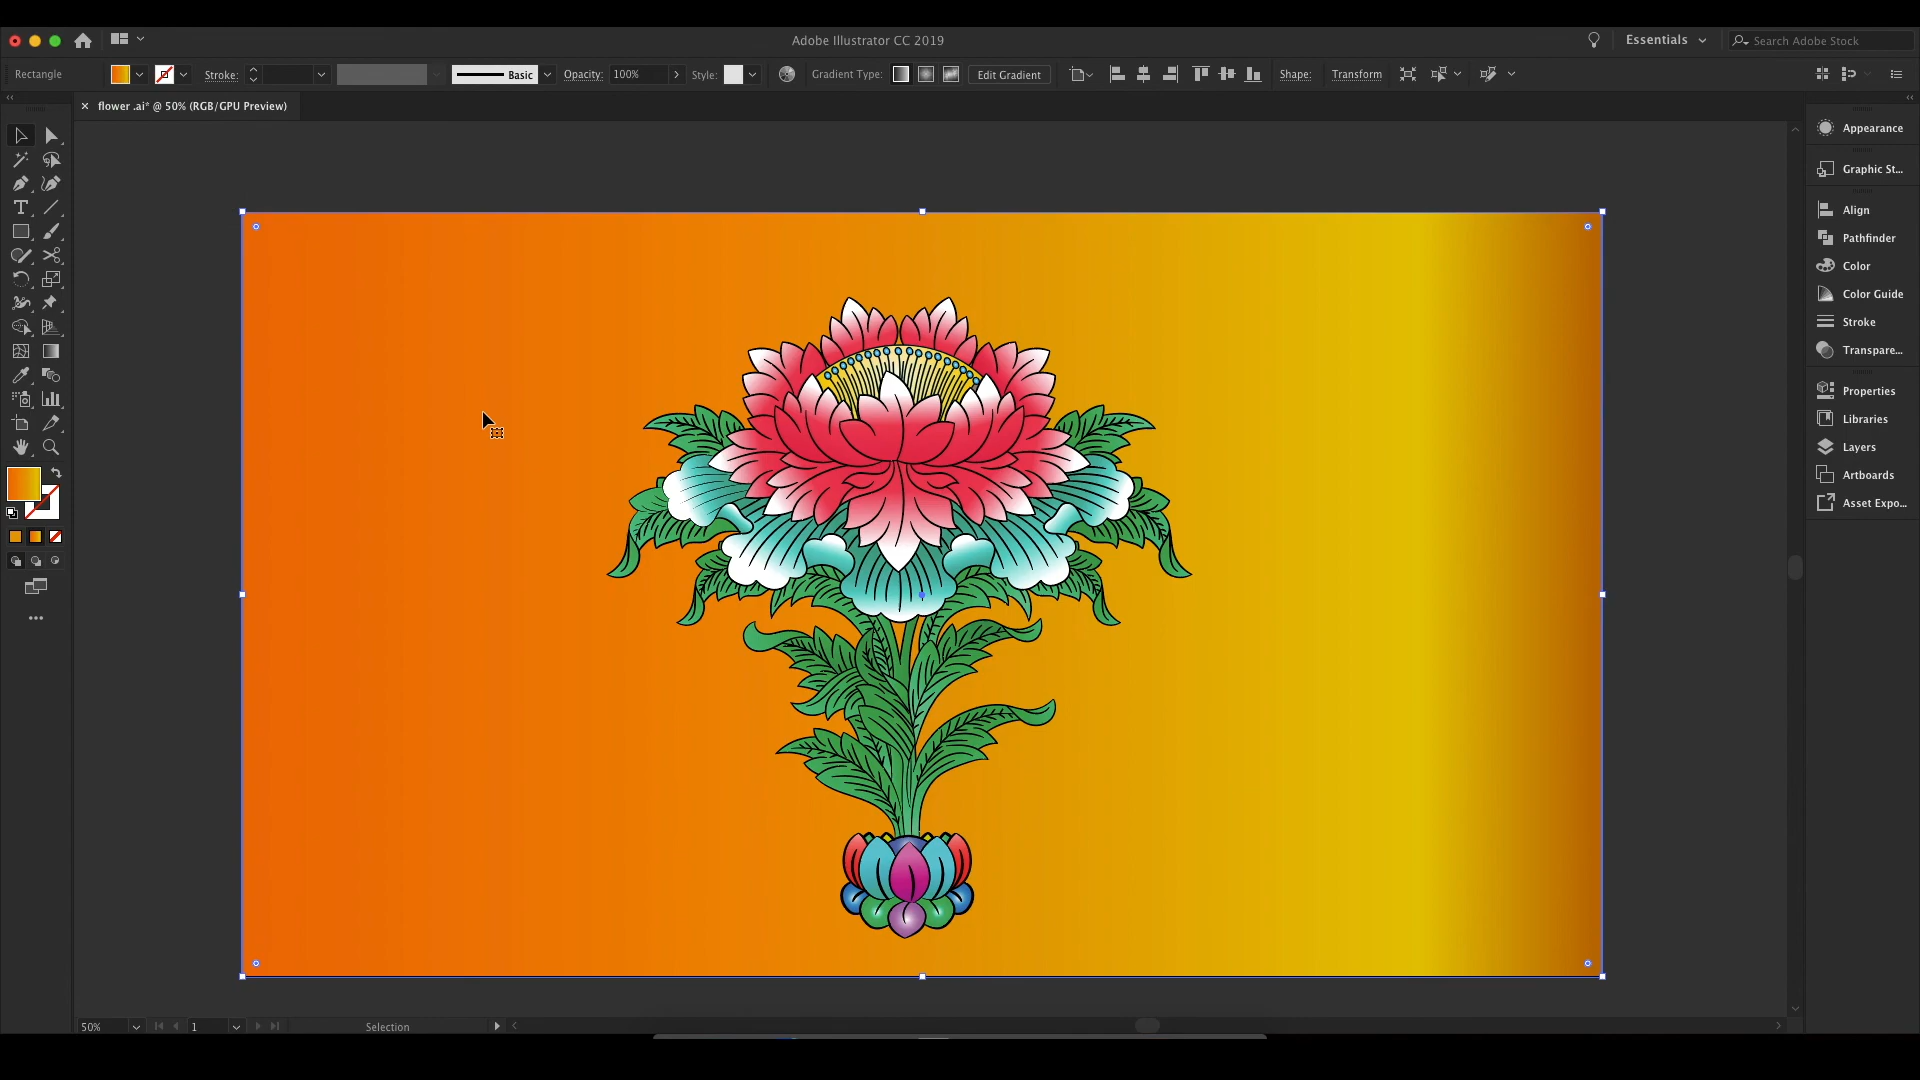 Adobe Illustrator CC 2019
Essentials
Search Adobe Stock
Rectangle
Stroke:
Basic
Opacity:
100%
Style:
Gradient Type:
Edit Gradient
Shape:
Transform
flower .ai* @ 50% (RGB/GPU Preview)
Appearance
Graphic St...
Align
Pathfinder
Color
Color Guide
Stroke
Transpare...
Properties
Libraries
Layers
Artboards
Asset Expo...
50%
1
Selection